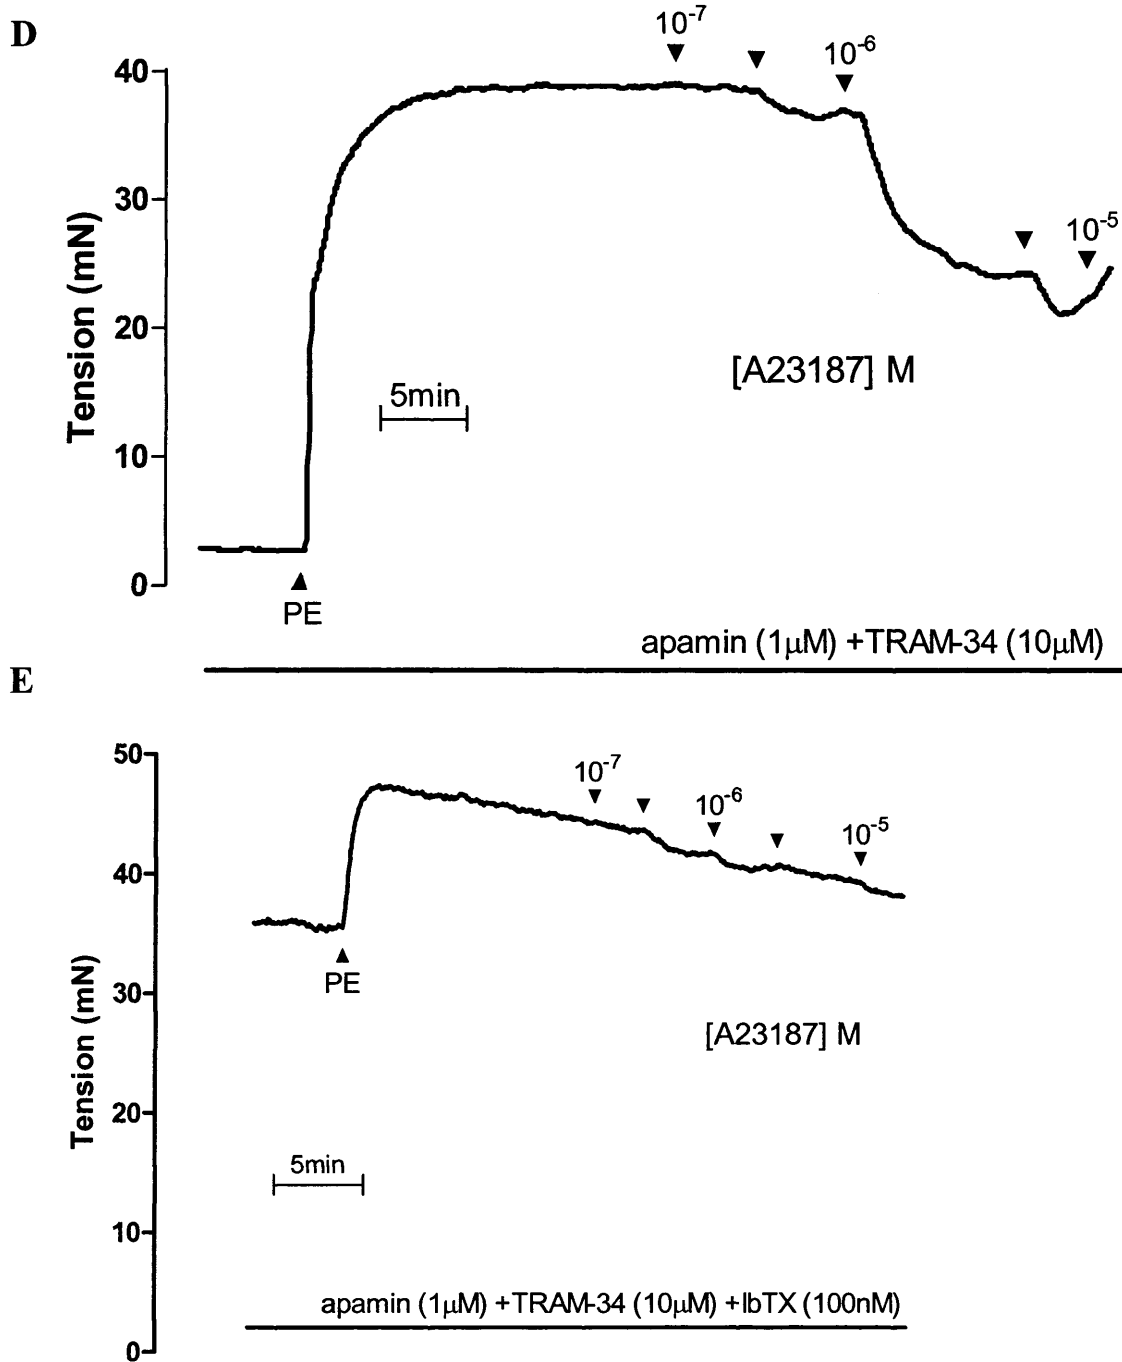 D
10-7
10-6
10-5
40
30
20
10
0
Tension (mN)
[A23187] M
5min
PE
apamin (1µM) +TRAM-34 (10µM)
E
50
40
30
20
10
0
Tension (mN)
10-7
10-6
10-5
PE
[A23187] M
5min
apamin (1µM) +TRAM-34 (10µM) +IbTX (100nM)